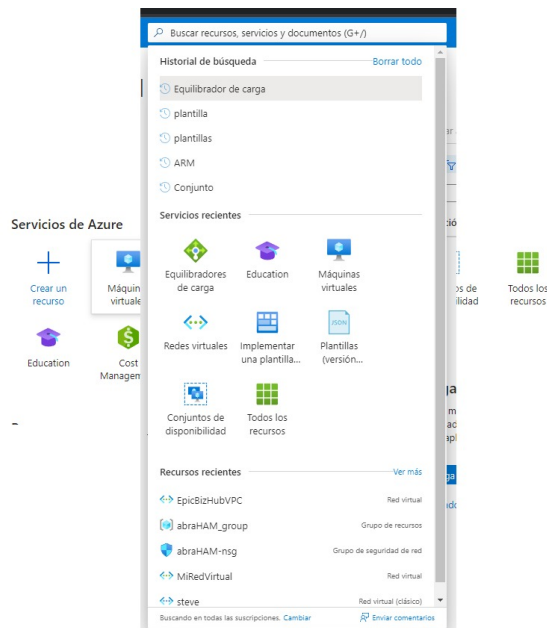 Buscar recursos, servicios y documentos (G+/)
Historial de búsqueda
Borrar todo
Equilibrador de carga
plantilla
plantillas
ARM
Conjunto
Servicios recientes
Equilibradores de carga
Education
Máquinas virtuales
Redes virtuales
Implementar una plantilla...
Plantillas (versión...
Conjuntos de disponibilidad
Todos los recursos
Recursos recientes
Ver más
EpicBizHubVPC
Red virtual
abraHAM_group
Grupo de recursos
abraHAM-nsg
Grupo de seguridad de red
MiRedVirtual
Red virtual
steve
Red virtual (clásico)
Buscando en todas las suscripciones. Cambiar
Enviar comentarios
Servicios de Azure
Crear un recurso
Máquin
virtuale
os de
ilidad
Todos los
recursos
Education
Cost
Managem